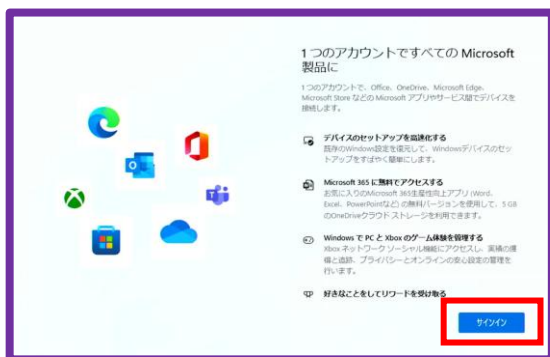 1 つのアカウントですべての Microsoft
製品に
1 つのアカウントで、Office、OneDrive、Microsoft Edge、
Microsoft Store などの Microsoft アプリやサービス間でデバイスを
接続します。
デバイスのセットアップを高速化する
既存のWindows設定を復元して、Windowsデバイスのセッ
トアップをすばやく簡単にします。
Microsoft 365 に無料でアクセスする
お気に入りのMicrosoft 365生産性向上アプリ (Word、
Excel、PowerPointなど) の無料バージョンを使用して、5 GB
のOneDriveクラウド ストレージを利用できます。
Windows で PC と Xbox のゲーム体験を管理する
Xbox ネットワーク ソーシャル機能にアクセスし、実績の獲
得と追跡、プライバシーとオンラインの安心設定の管理を
行います。
好きなことをしてリワードを受け取る
サインイン